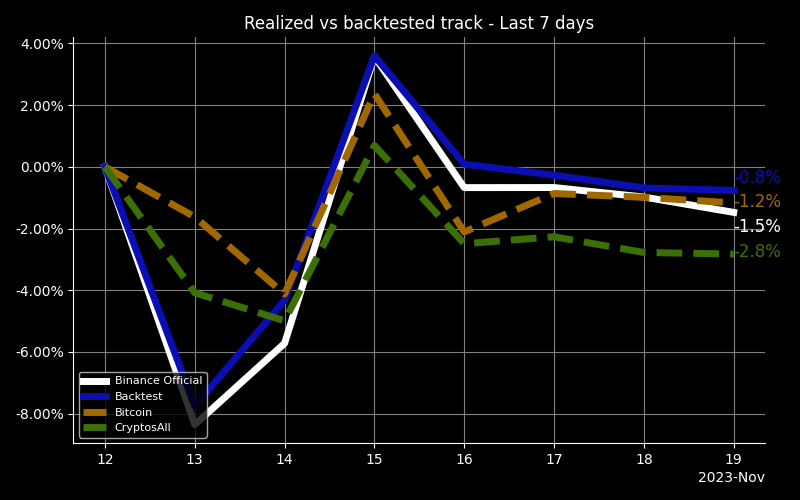 Realized vs backtested track - Last 7 days
4.00%
2.00%
0.00%
-2.00%
-4.00%
-6.00%
-8.00%
-0.8%
-1.2%
-1.5%
-2.8%
Binance Official
Backtest
Bitcoin
CryptosAll
12 13 14 15 16 17 18 19
2023-Nov